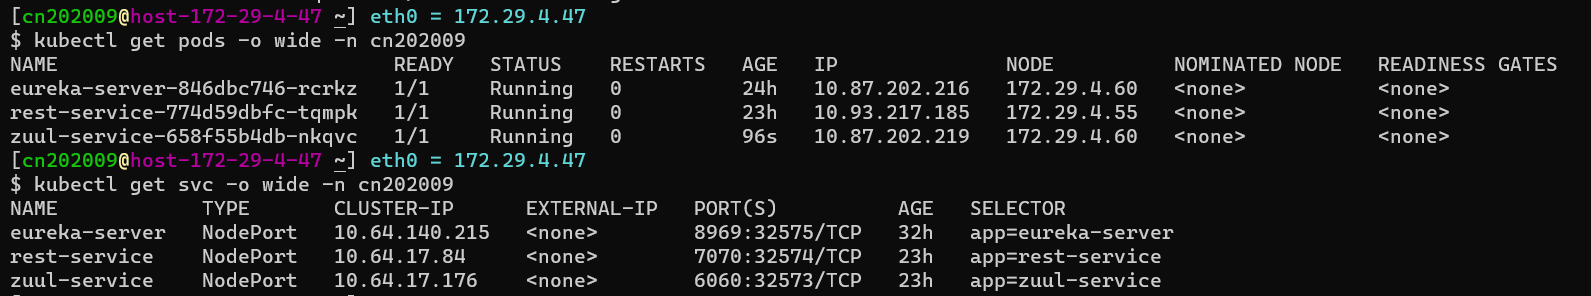 [cn202009@host-172-29-4-47 ~] eth0 = 172.29.4.47
$ kubectl get pods -o wide -n cn202009
NAME READY STATUS RESTARTS AGE IP NODE NOMINATED NODE READINESS GATES
eureka-server-846dbc746-rcrkz 1/1 Running 0 24h 10.87.202.216 172.29.4.60 <none> <none>
rest-service-774d59dbfc-tqmpk 1/1 Running 0 23h 10.93.217.185 172.29.4.55 <none> <none>
zuul-service-658f55b4db-nkqvc 1/1 Running 0 96s 10.87.202.219 172.29.4.60 <none> <none>
[cn202009@host-172-29-4-47 ~] eth0 = 172.29.4.47
$ kubectl get svc -o wide -n cn202009
NAME TYPE CLUSTER-IP EXTERNAL-IP PORT(S) AGE SELECTOR
eureka-server NodePort 10.64.140.215 <none> 8969:32575/TCP 32h app=eureka-server
rest-service NodePort 10.64.17.84 <none> 7070:32574/TCP 23h app=rest-service
zuul-service NodePort 10.64.17.176 <none> 6060:32573/TCP 23h app=zuul-service